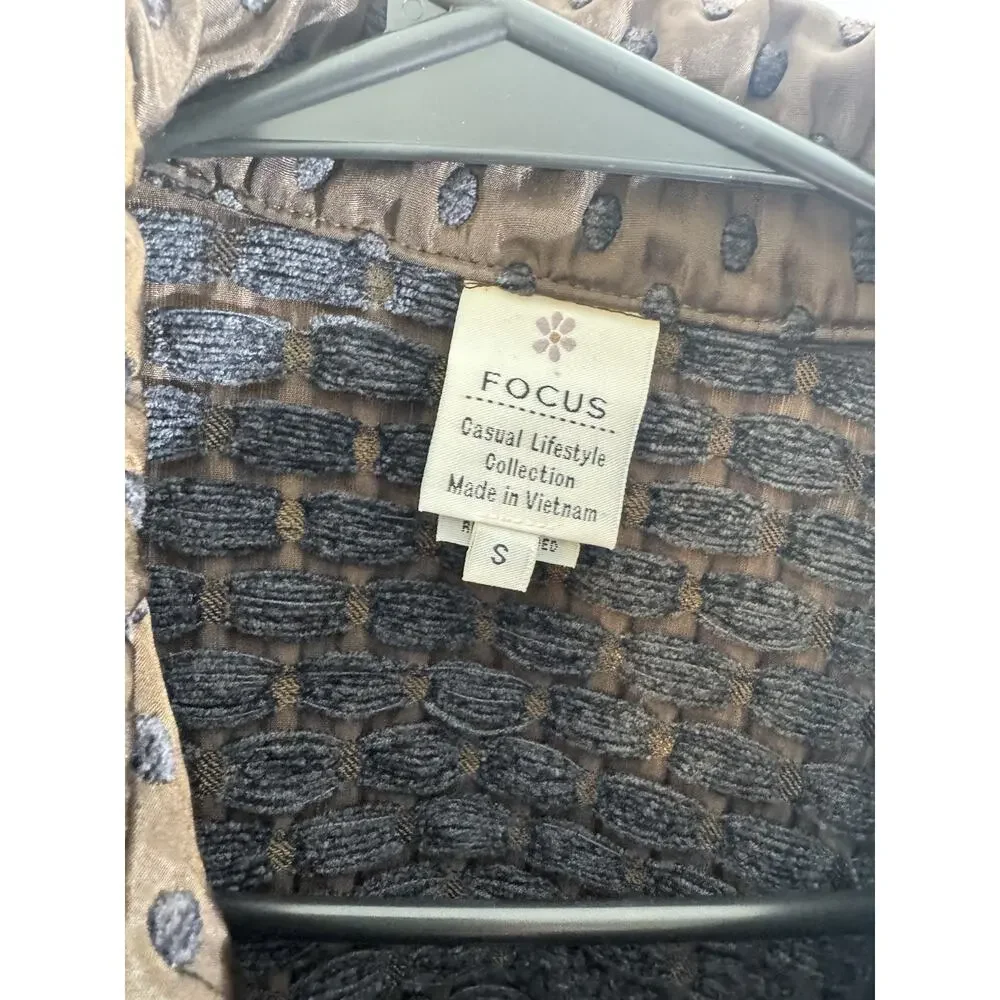 FOCUS
Casual Lifestyle
Collection
Made in Vietnam
S